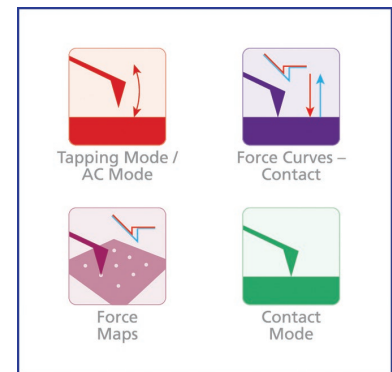 Tapping Mode /
AC Mode
Force Curves –
Contact
Force
Maps
Contact
Mode